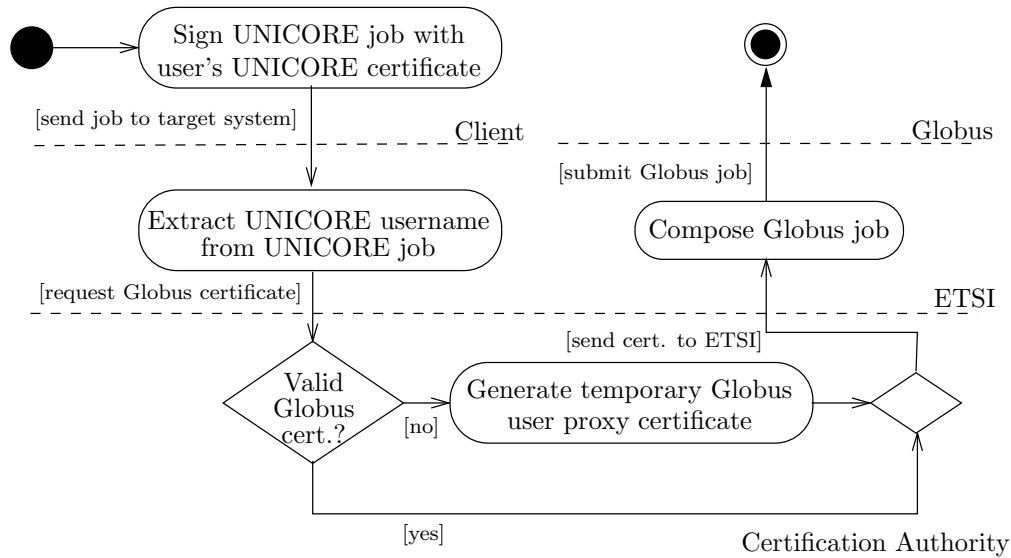 Sign UNICORE job with
user's UNICORE certificate
[send job to target system]
Client
Globus
[submit Globus job]
Extract UNICORE username
from UNICORE job
Compose Globus job
[request Globus certificate]
ETSI
[send cert. to ETSI]
Valid
Globus
cert.?
[no]
Generate temporary Globus
user proxy certificate
[yes]
Certification Authority